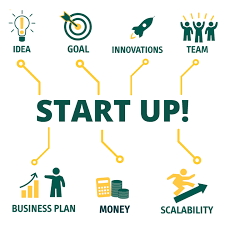 IDEA
GOAL
INNOVATIONS
TEAM
START UP!
BUSINESS PLAN
MONEY
SCALABILITY